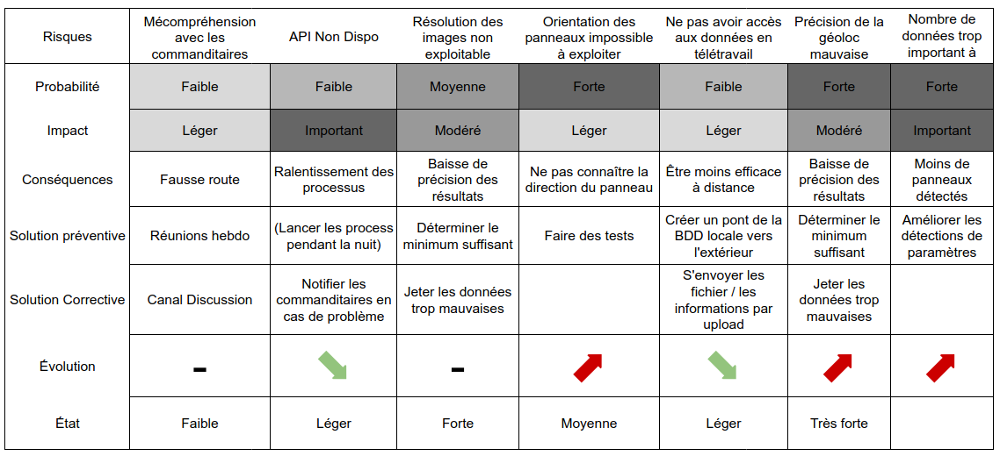 Risques
Mécompréhension
avec les
commanditaires
API Non Dispo
Résolution des
images non
exploitable
Orientation des
panneaux impossible
à exploiter
Ne pas avoir accès
aux données en
télétravail
Précision de la
géoloc
mauvaise
Nombre de
données trop
important à
Probabilité
Faible
Faible
Moyenne
Forte
Faible
Forte
Forte
Impact
Léger
Important
Modéré
Léger
Léger
Modéré
Important
Conséquences
Fausse route
Ralentissement des
processus
Baisse de
précision des
résultats
Ne pas connaître la
direction du panneau
Être moins efficace
à distance
Baisse de
précision des
résultats
Moins de
panneaux
détectés
Solution préventive
Réunions hebdo
(Lancer les process
pendant la nuit)
Déterminer le
minimum suffisant
Faire des tests
Créer un pont de la
BDD locale vers
l'extérieur
Déterminer le
minimum
suffisant
Améliorer les
détections de
paramètres
Solution Corrective
Canal Discussion
Notifier les
commanditaires en
cas de problème
Jeter les données
trop mauvaises
S'envoyer les
fichier / les
informations par
upload
Jeter les
données trop
mauvaises
Évolution
-
-
État
Faible
Léger
Forte
Moyenne
Léger
Très forte